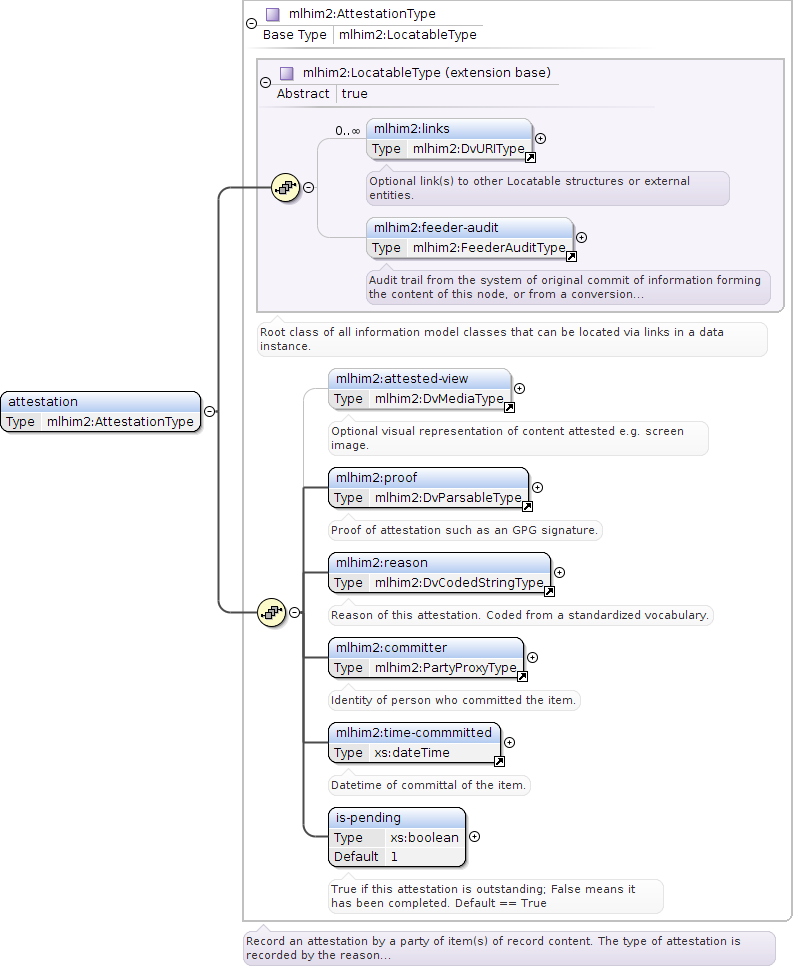 mlhim2:AttestationType
Base Type mlhim2:LocatableType
mlhim2:LocatableType (extension base)
Abstract true
0..∞
mlhim2:links
Type mlhim2:DvURIType
Optional link(s) to other Locatable structures or external
entities.
mlhim2:feeder-audit
Type mlhim2:FeederAuditType
Audit trail from the system of original commit of information forming
the content of this node, or from a conversion...
Root class of all information model classes that can be located via links in a data
instance.
attestation
Type mlhim2:AttestationType
mlhim2:attested-view
Type mlhim2:DvMediaType
Optional visual representation of content attested e.g. screen
image.
mlhim2:proof
Type mlhim2:DvParsableType
Proof of attestation such as an GPG signature.
mlhim2:reason
Type mlhim2:DvCodedStringType
Reason of this attestation. Coded from a standardized vocabulary.
mlhim2:committer
Type mlhim2:PartyProxyType
Identity of person who committed the item.
mlhim2:time-commmitted
Type xs:dateTime
Datetime of committal of the item.
is-pending
Type xs:boolean
Default 1
True if this attestation is outstanding; False means it
has been completed. Default == True
Record an attestation by a party of item(s) of record content. The type of attestation is
recorded by the reason...